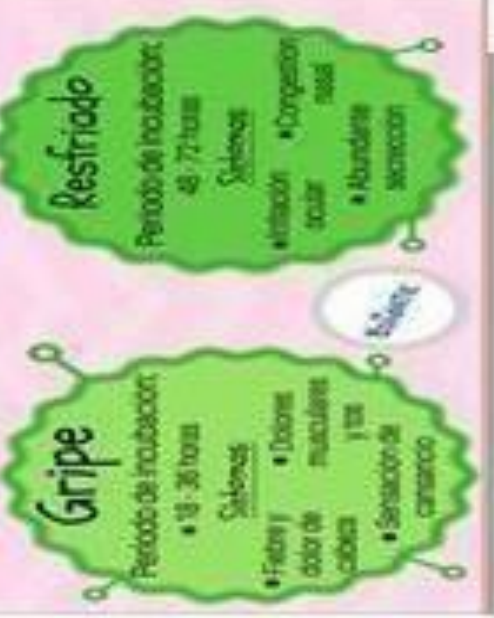 Gripe
Periodo de incubación:
• 18 - 36 horas
Síntomas
• Fiebre y
dolor de
cabeza
• Dolores
musculares
y tos
• Sensación de
cansancio
Resfriado
Periodo de incubación:
48 - 72 horas
Síntomas
• Irritación
ocular
• Congestión
nasal
• Abundante
secreción